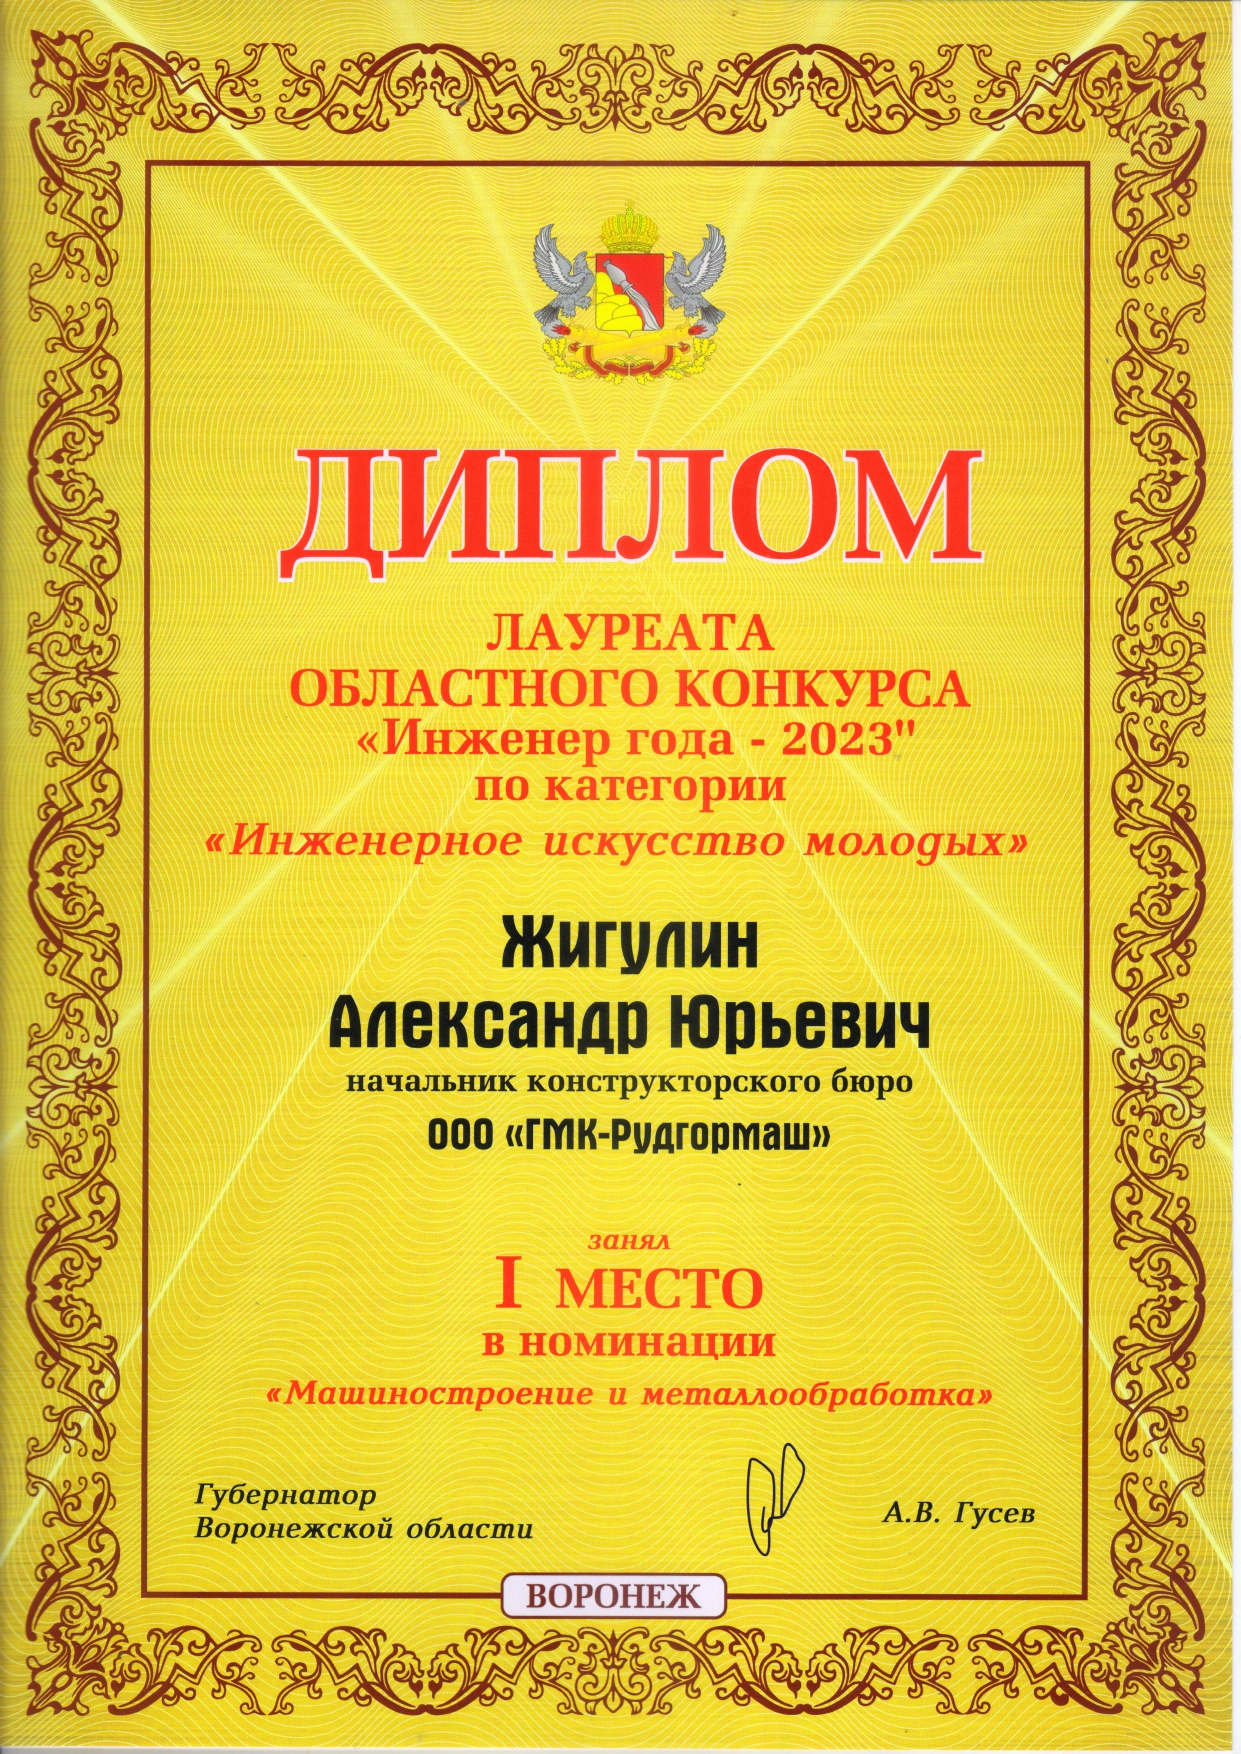 ДИПЛОМ
ЛАУРЕАТА
ОБЛАСТНОГО КОНКУРСА
«Инженер года - 2023"
по категории
«Инженерное искусство молодых»
Жигулин
Александр Юрьевич
начальник конструкторского бюро
ООО «ГМК-Рудгормаш»
занял
I МЕСТО
в номинации
«Машиностроение и металлообработка»
Губернатор
Воронежской области
А.В. Гусев
ВОРОНЕЖ